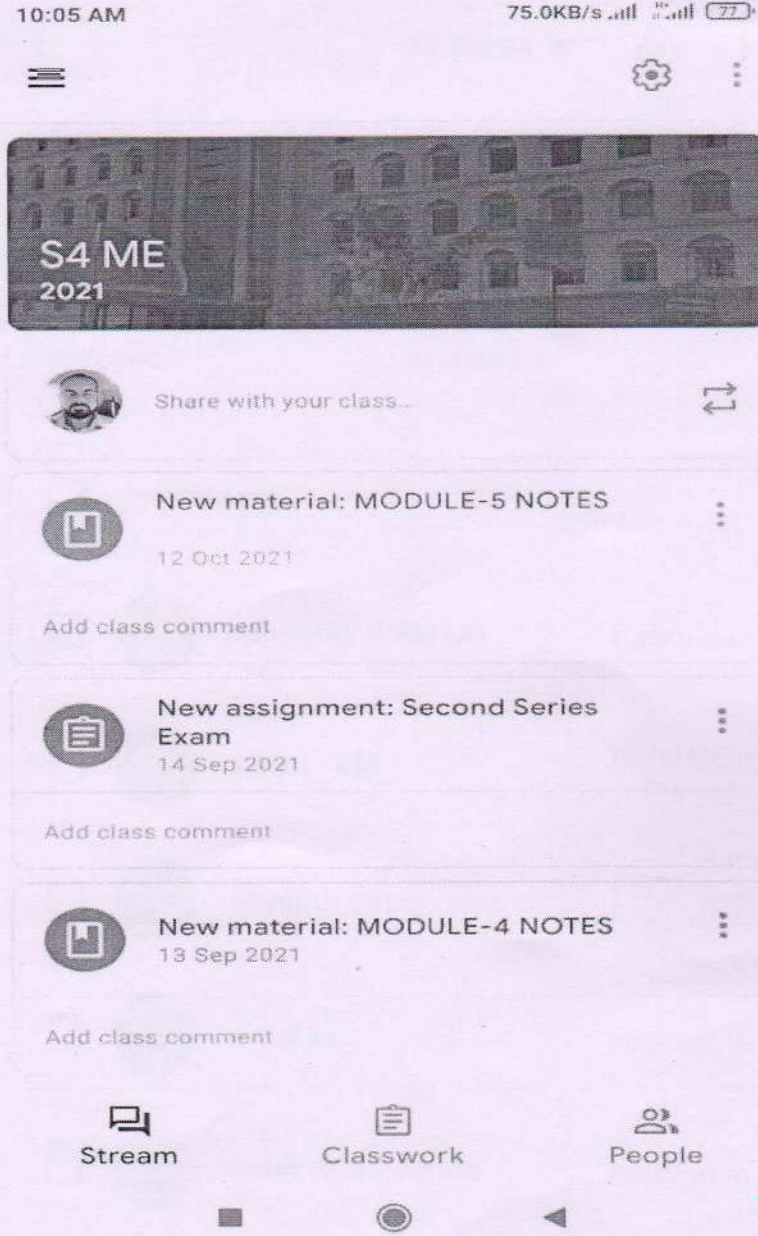 10:05 AM 75.0KB/s 77
S4 ME
2021
Share with your class...
New material: MODULE-5 NOTES
12 Oct 2021
Add class comment
New assignment: Second Series
Exam
14 Sep 2021
Add class comment
New material: MODULE-4 NOTES
13 Sep 2021
Add class comment
Stream Classwork People